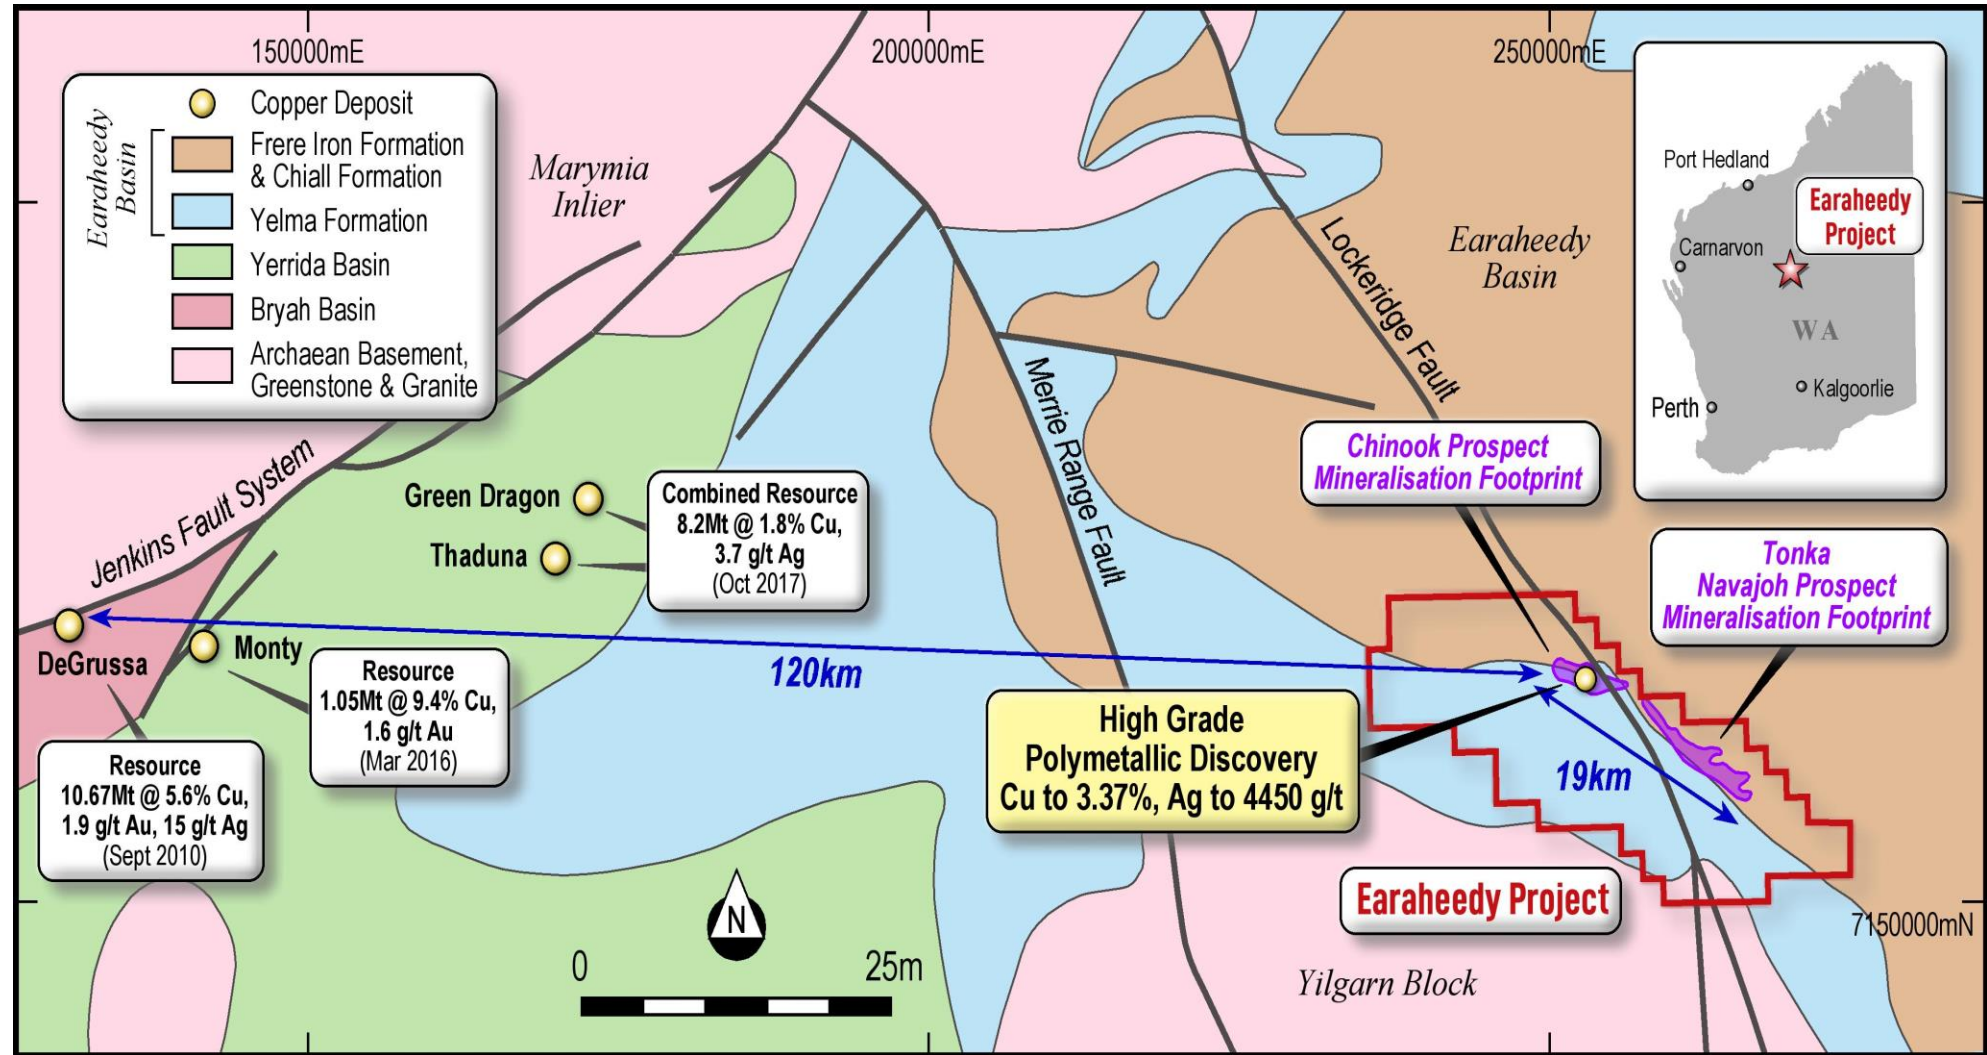 150000mE
200000mE
250000mE
Earaheedy
Basin
Copper Deposit
Frere Iron Formation
& Chiall Formation
Yelma Formation
Yerrida Basin
Bryah Basin
Archaean Basement,
Greenstone & Granite
Marymia
Inlier
Earaheedy
Basin
Lockeridge Fault
Merrie Range Fault
Jenkins Fault System
Port Hedland
Earaheedy
Project
Carnarvon
WA
Kalgoorlie
Perth
Chinook Prospect
Mineralisation Footprint
Tonka
Navajoh Prospect
Mineralisation Footprint
Green Dragon
Thaduna
Combined Resource
8.2Mt @ 1.8% Cu,
3.7 g/t Ag
(Oct 2017)
DeGrussa
Monty
Resource
1.05Mt @ 9.4% Cu,
1.6 g/t Au
(Mar 2016)
Resource
10.67Mt @ 5.6% Cu,
1.9 g/t Au, 15 g/t Ag
(Sept 2010)
120km
High Grade
Polymetallic Discovery
Cu to 3.37%, Ag to 4450 g/t
19km
Earaheedy Project
7150000mN
Yilgarn Block
N
0
25m